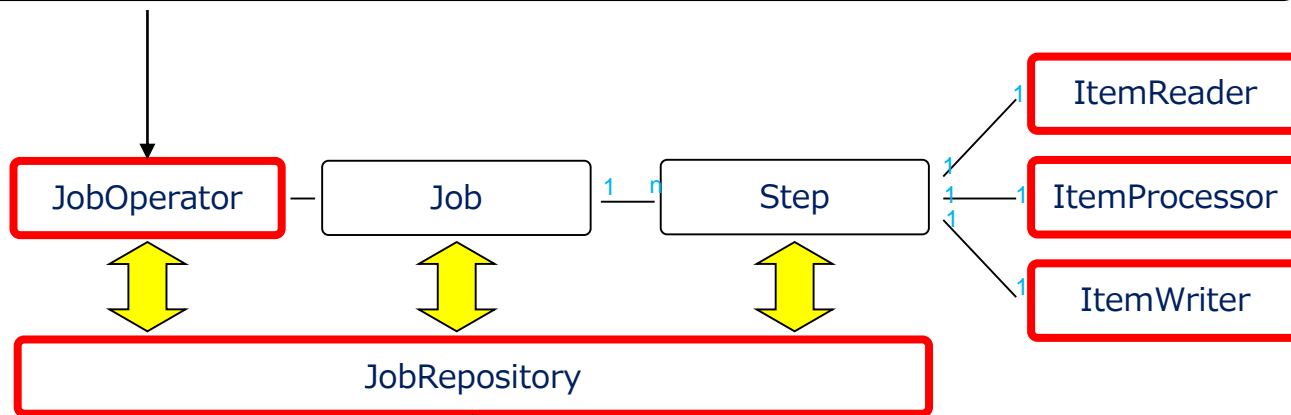 ItemReader
1
JobOperator
Job
1 n
Step
1
1 1
1
ItemProcessor
1
ItemWriter
JobRepository